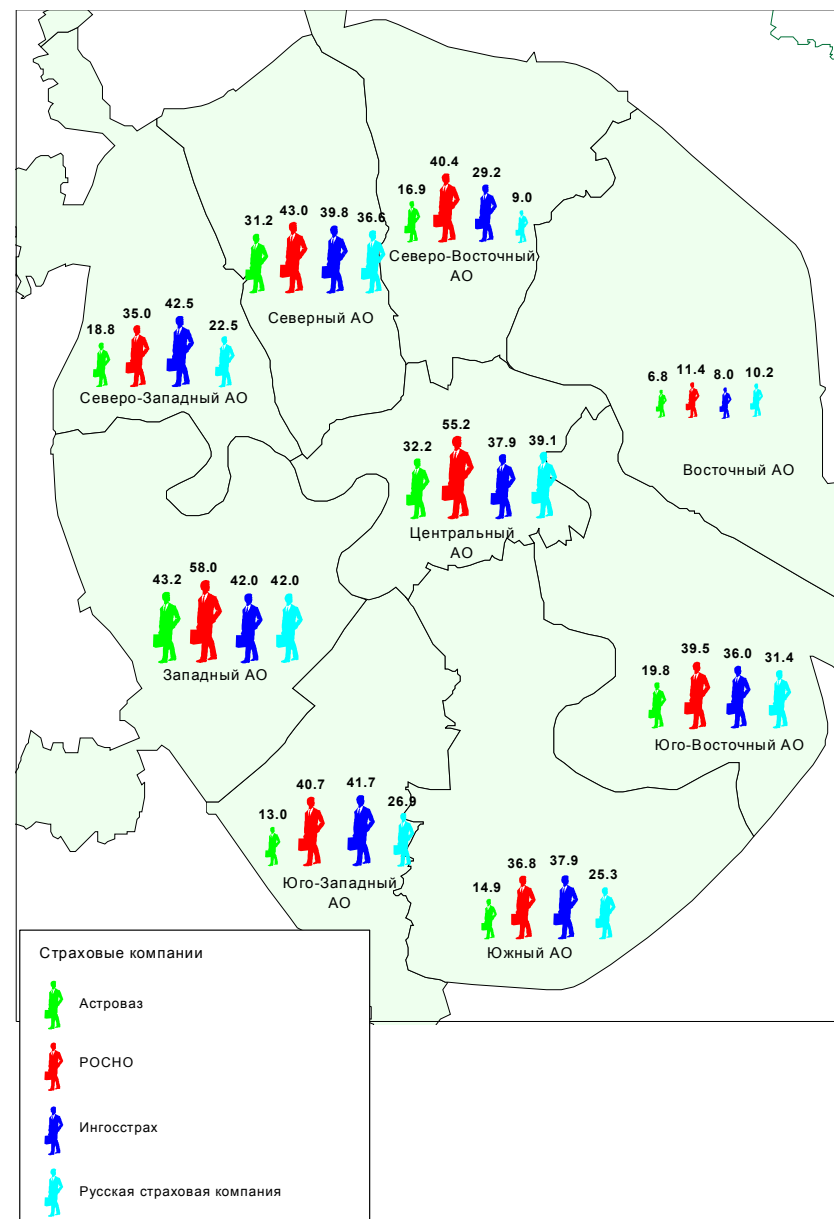 40.4
16.9
29.2
9.0
Северо-Восточный
АО
31.2
43.0
39.8
36.6
Северный АО
18.8
35.0
42.5
22.5
Северо-Западный АО
6.8
11.4
8.0
10.2
Восточный АО
32.2
55.2
37.9
39.1
Центральный
АО
43.2
58.0
42.0
42.0
Западный АО
19.8
39.5
36.0
31.4
Юго-Восточный АО
13.0
40.7
41.7
26.9
Юго-Западный
АО
14.9
36.8
37.9
25.3
Южный АО
Страховые компании
Астроваз
РОСНО
Ингосстрах
Русская страховая компания